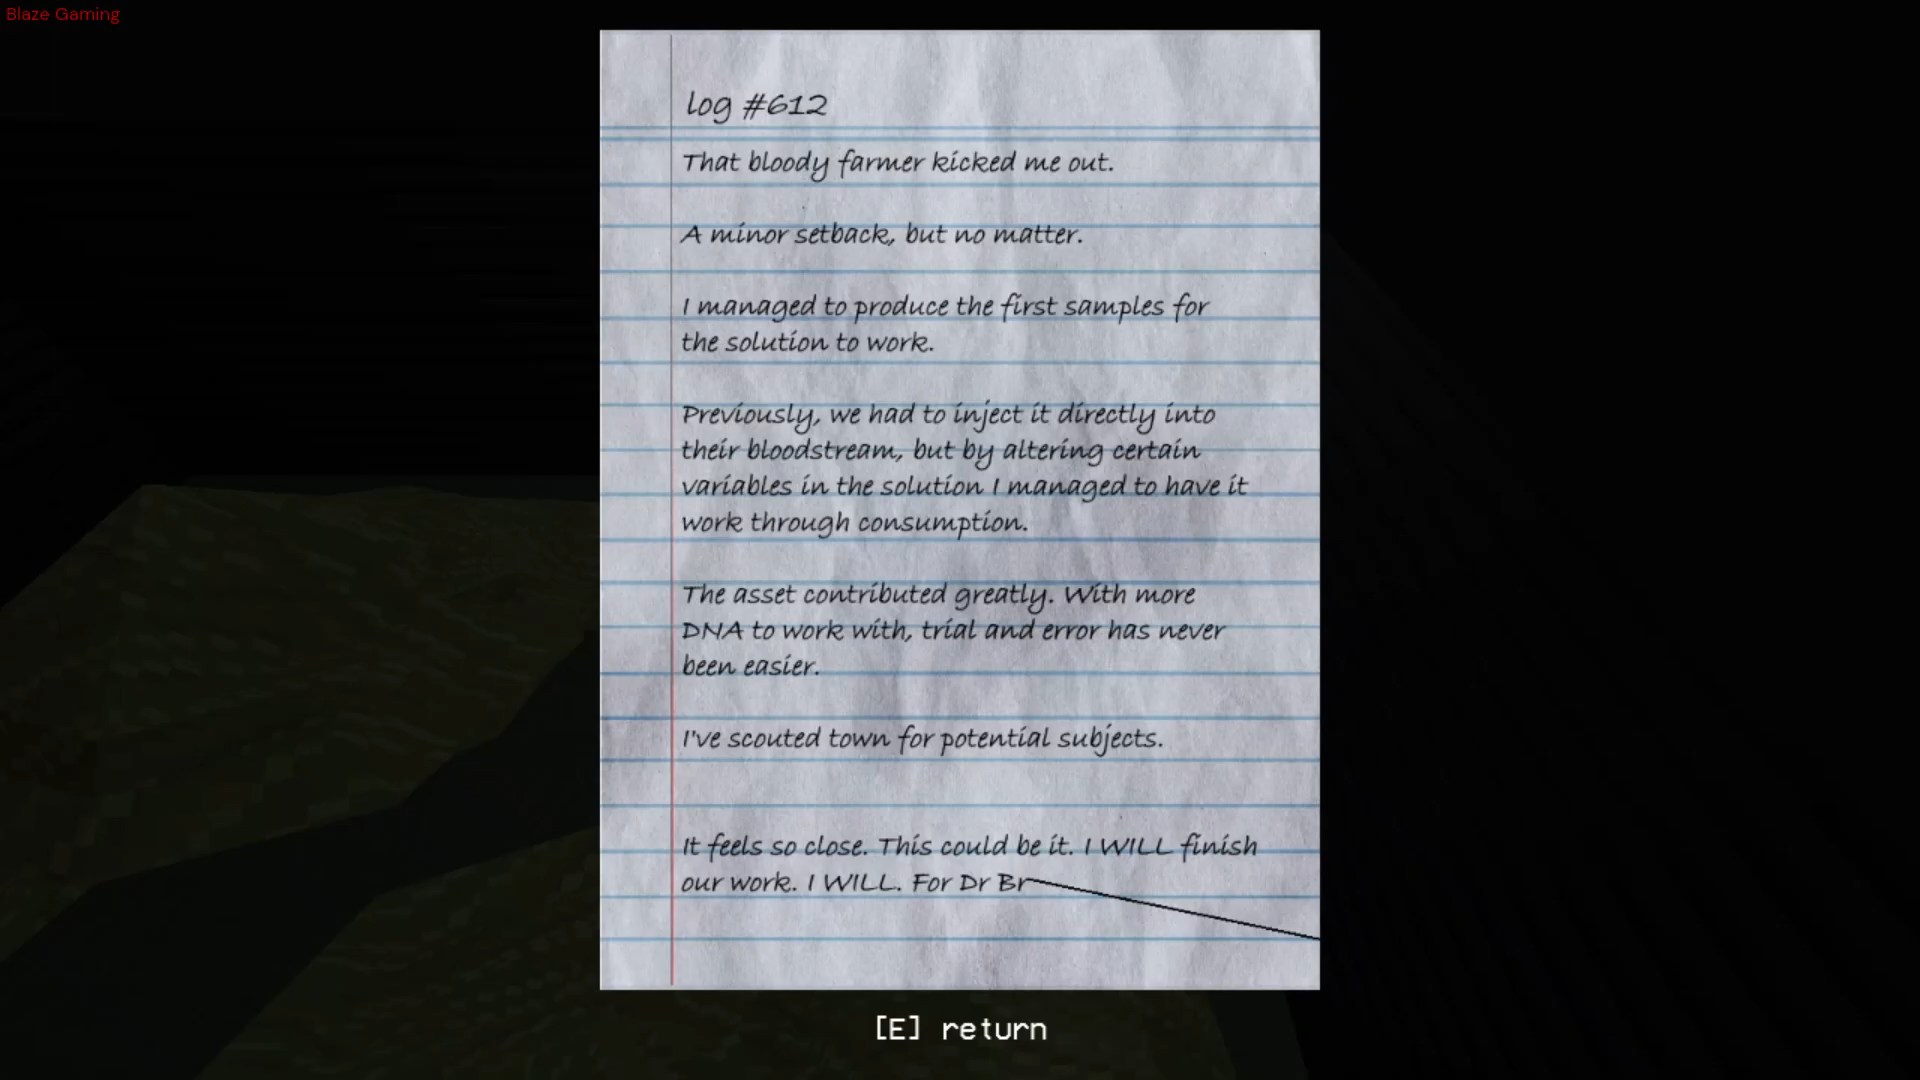 Blaze Gaming
log #612
That bloody farmer kicked me out.
A minor setback, but no matter.
I managed to produce the first samples for
the solution to work.
Previously, we had to inject it directly into
their bloodstream, but by altering certain
variables in the solution I managed to have it
work through consumption.
The asset contributed greatly. With more
DNA to work with, trial and error has never
been easier.
I've scouted town for potential subjects.
It feels so close. This could be it. I WILL finish
our work. I WILL. For Dr Br
[E] return